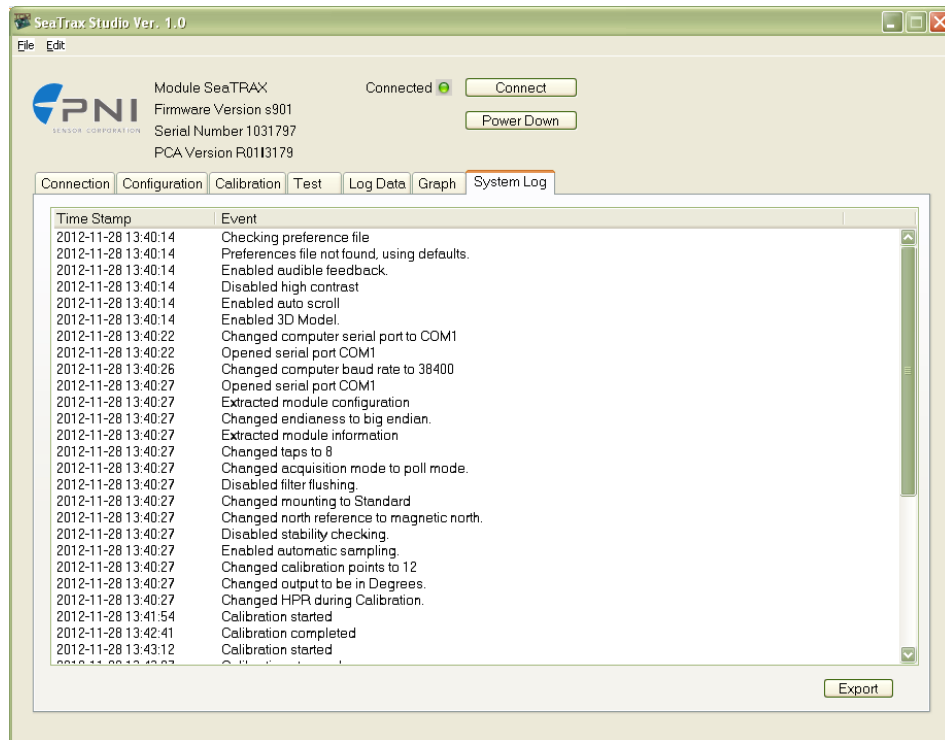 SeaTrax Studio Ver. 1.0
File Edit
PNI
SENSOR CORPORATION
Module SeaTRAX
Firmware Version s901
Serial Number 1031797
PCA Version R01I3179
Connected
Connect
Power Down
Connection Configuration Calibration Test Log Data Graph System Log
Time Stamp Event
2012-11-28 13:40:14 Checking preference file
2012-11-28 13:40:14 Preferences file not found, using defaults.
2012-11-28 13:40:14 Enabled audible feedback.
2012-11-28 13:40:14 Disabled high contrast
2012-11-28 13:40:14 Enabled auto scroll
2012-11-28 13:40:14 Enabled 3D Model.
2012-11-28 13:40:22 Changed computer serial port to COM1
2012-11-28 13:40:22 Opened serial port COM1
2012-11-28 13:40:26 Changed computer baud rate to 38400
2012-11-28 13:40:27 Opened serial port COM1
2012-11-28 13:40:27 Extracted module configuration
2012-11-28 13:40:27 Changed endianess to big endian.
2012-11-28 13:40:27 Extracted module information
2012-11-28 13:40:27 Changed taps to 8
2012-11-28 13:40:27 Changed acquisition mode to poll mode.
2012-11-28 13:40:27 Disabled filter flushing.
2012-11-28 13:40:27 Changed mounting to Standard
2012-11-28 13:40:27 Changed north reference to magnetic north.
2012-11-28 13:40:27 Disabled stability checking.
2012-11-28 13:40:27 Enabled automatic sampling.
2012-11-28 13:40:27 Changed calibration points to 12
2012-11-28 13:40:27 Changed output to be in Degrees.
2012-11-28 13:40:27 Changed HPR during Calibration.
2012-11-28 13:41:54 Calibration started
2012-11-28 13:42:41 Calibration completed
2012-11-28 13:43:12 Calibration started
Export